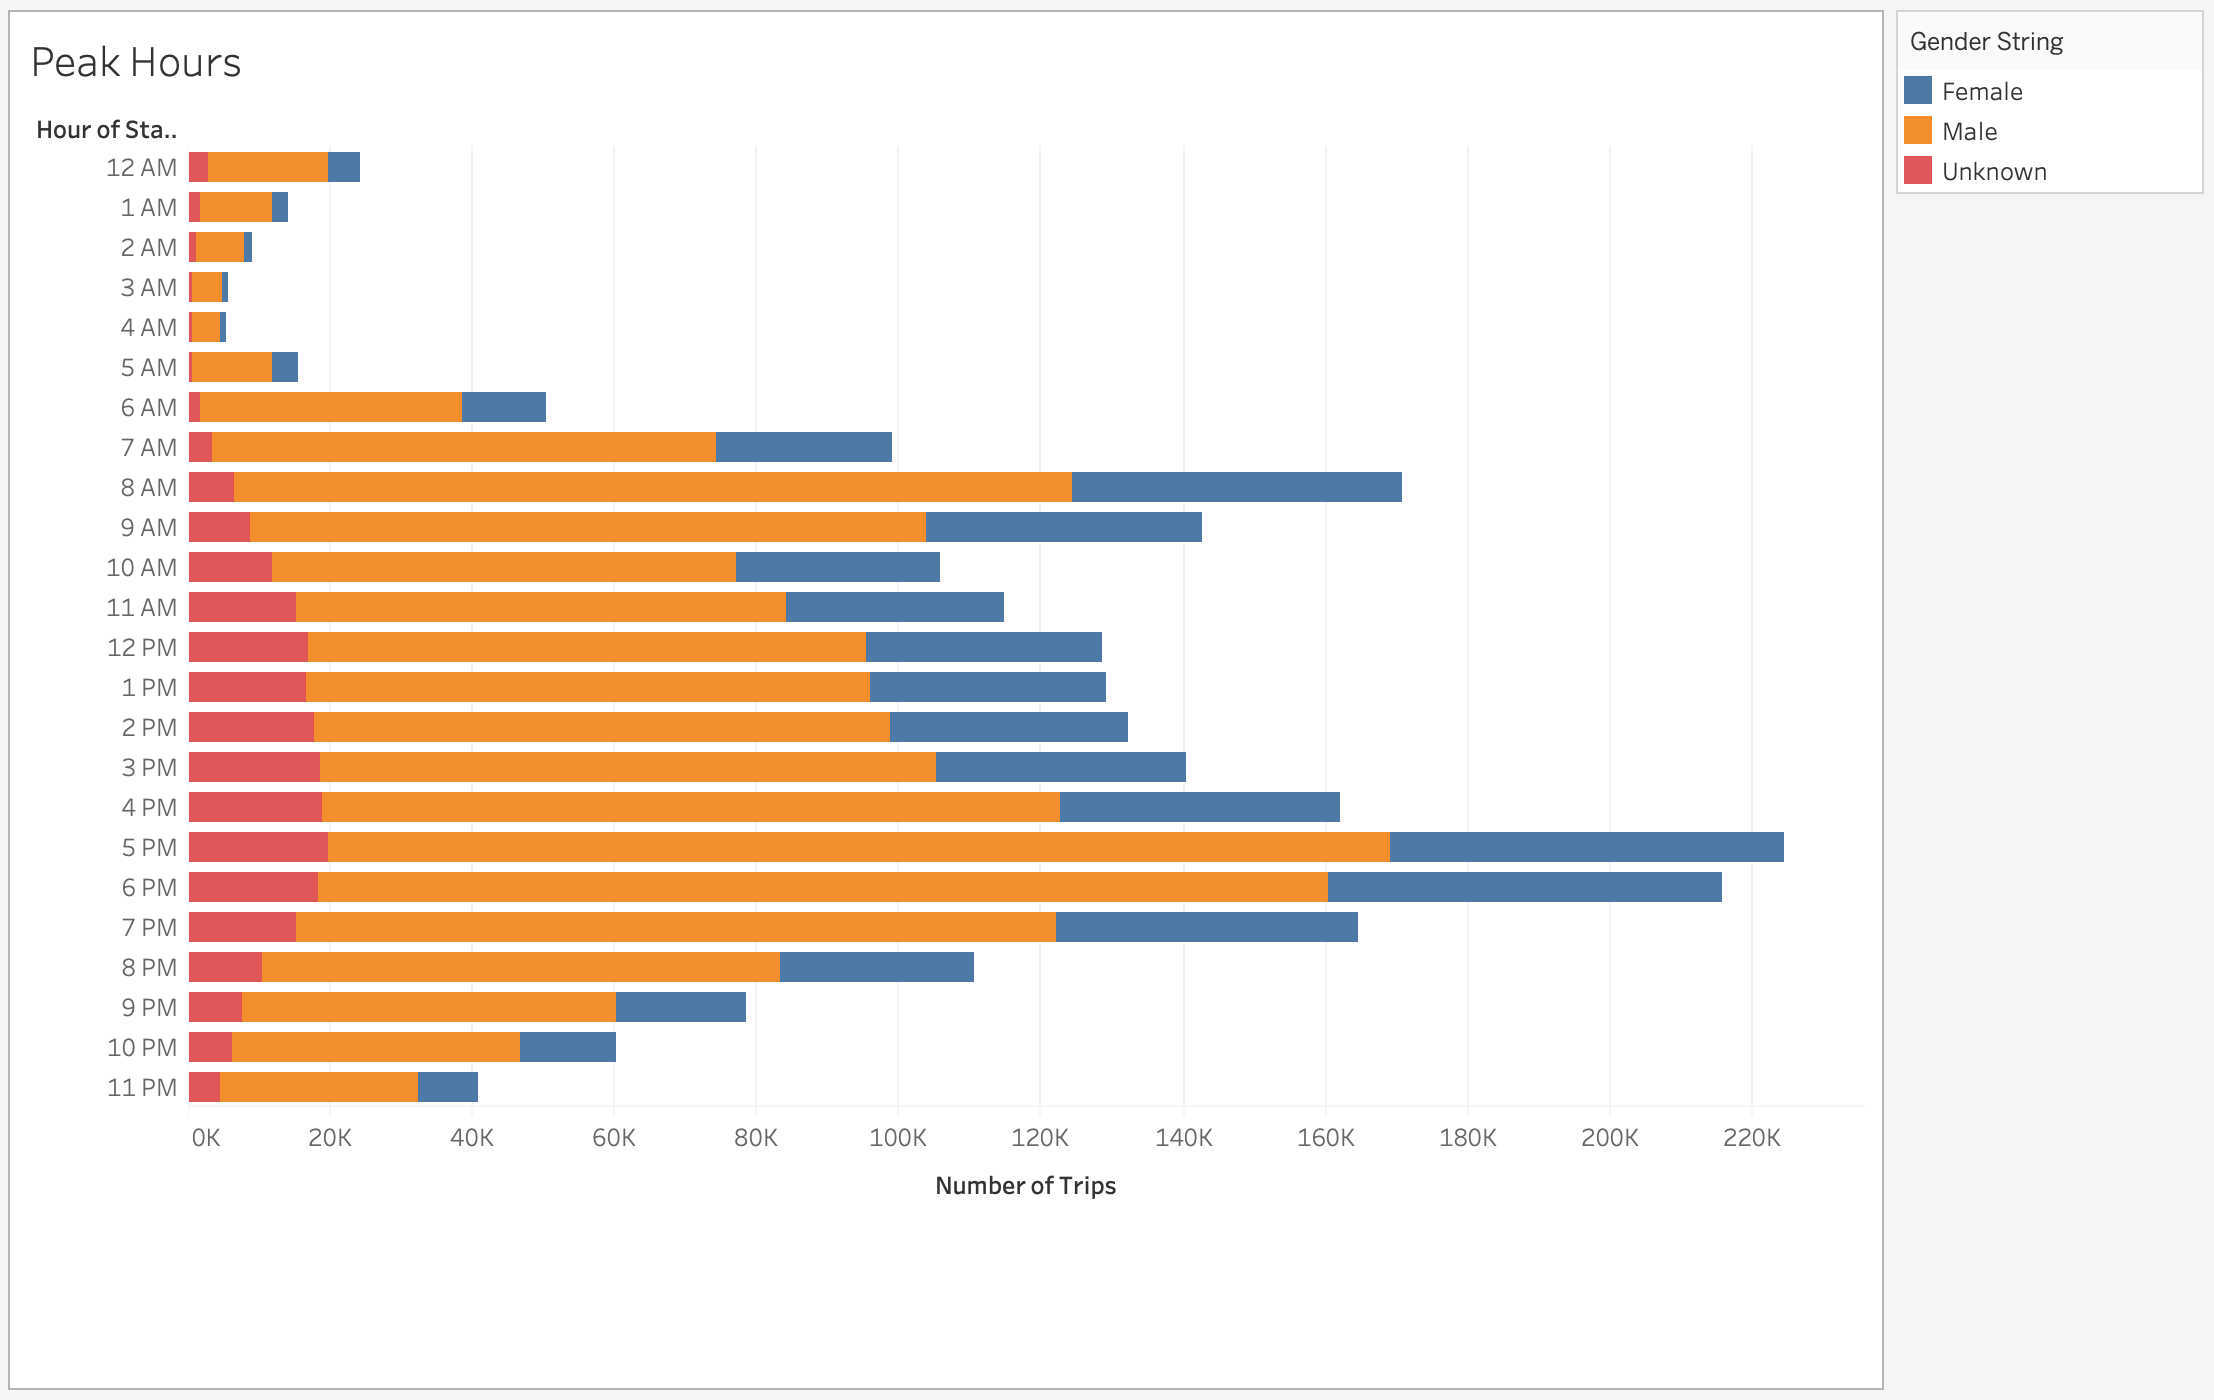 Peak Hours
Hour of Sta..
12 AM
1 AM
2 AM
3 AM
4 AM
5 AM
6 AM
7 AM
8 AM
9 AM
10 AM
11 AM
12 PM
1 PM
2 PM
3 PM
4 PM
5 PM
6 PM
7 PM
8 PM
9 PM
10 PM
11 PM
0K 20K 40K 60K 80K 100K 120K 140K 160K 180K 200K 220K
Number of Trips
Gender String
Female
Male
Unknown